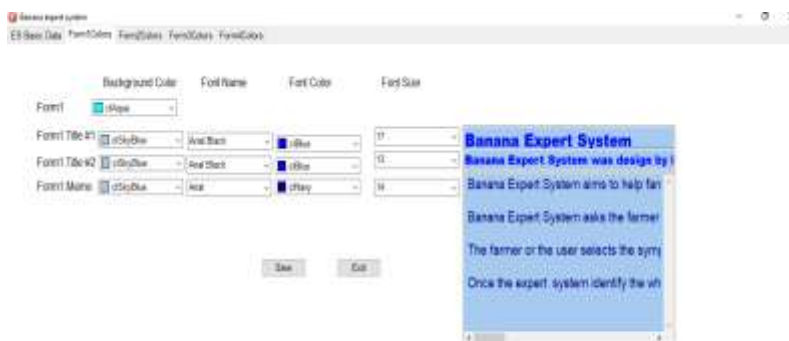 Banana expert system
ES Basic Data Form1Colors Form2Colors Form3Colors Form4Colors
Background Color Font Name Font Color Font Size
Form1 clAqua
Form1 Title #1 clSkyBlue Arial Black clBlue 17
Form1 Title #2 clSkyBlue Arial Black clBlue 13
Form1 Memo clSkyBlue Arial clNavy 14
Save Exit
Banana Expert System
Banana Expert System was design by
Banana Expert System aims to help far
Banana Expert System asks the farmer
The farmer or the user selects the sym
Once the expert system identify the wh